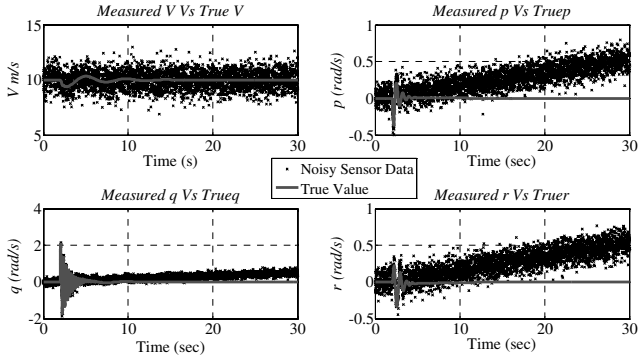 Measured V Vs True V
15
10
5
V m/s
0
10
20
30
Time (s)
Measured p Vs Truep
1
0.5
0
-0.5
p (rad/s)
0
10
20
30
Time (sec)
Noisy Sensor Data
True Value
Measured q Vs Trueq
4
2
0
-2
q (rad/s)
0
10
20
30
Time (sec)
Measured r Vs Truer
1
0.5
0
-0.5
r (rad/s)
0
10
20
30
Time (sec)